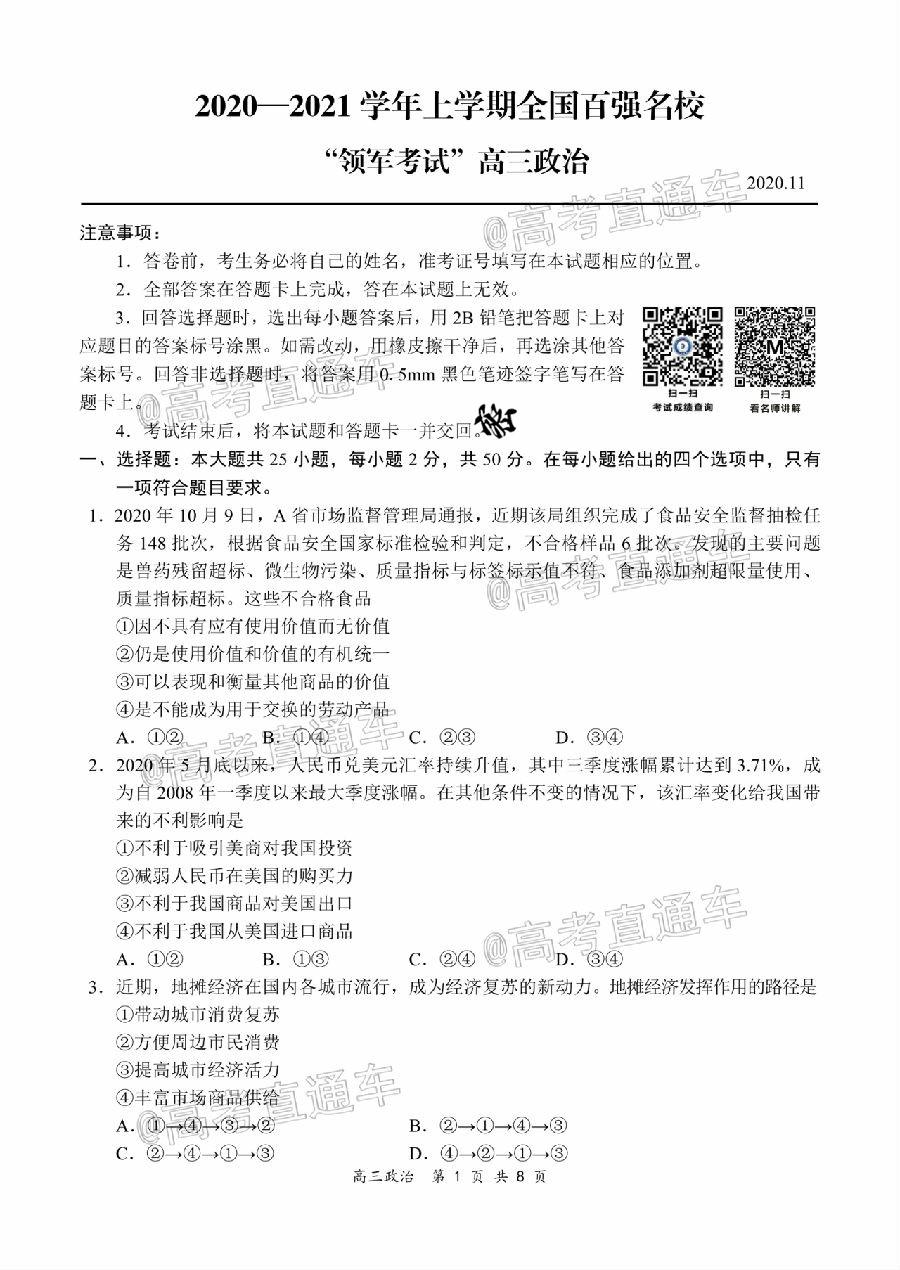 2020—2021 学年上学期全国百强名校
“领军考试”高三政治
2020.11
注意事项：
1．答卷前，考生务必将自己的姓名，准考证号填写在本试题相应的位置。
2．全部答案在答题卡上完成，答在本试题上无效。
3．回答选择题时，选出每小题答案后，用 2B 铅笔把答题卡上对
应题目的答案标号涂黑。如需改动，用橡皮擦干净后，再选涂其他答
案标号。回答非选择题时，将答案用 0.5mm 黑色笔迹签字笔写在答
题卡上。
4．考试结束后，将本试题和答题卡一并交回。
扫一扫
考试成绩查询
扫一扫
看名师讲解
一、选择题：本大题共 25 小题，每小题 2 分，共 50 分。在每小题给出的四个选项中，只有
一项符合题目要求。
1．2020 年 10 月 9 日，A 省市场监督管理局通报，近期该局组织完成了食品安全监督抽检任
务 148 批次，根据食品安全国家标准检验和判定，不合格样品 6 批次。发现的主要问题
是兽药残留超标、微生物污染、质量指标与标签标示值不符、食品添加剂超限量使用、
质量指标超标。这些不合格食品
①因不具有应有使用价值而无价值
②仍是使用价值和价值的有机统一
③可以表现和衡量其他商品的价值
④是不能成为用于交换的劳动产品
A．①② B．①④ C．②③ D．③④
2．2020 年 5 月底以来，人民币兑美元汇率持续升值，其中三季度涨幅累计达到 3.71%，成
为自 2008 年一季度以来最大季度涨幅。在其他条件不变的情况下，该汇率变化给我国带
来的不利影响是
①不利于吸引美商对我国投资
②减弱人民币在美国的购买力
③不利于我国商品对美国出口
④不利于我国从美国进口商品
A．①② B．①③ C．②④ D．③④
3．近期，地摊经济在国内各城市流行，成为经济复苏的新动力。地摊经济发挥作用的路径是
①带动城市消费复苏
②方便周边市民消费
③提高城市经济活力
④丰富市场商品供给
A．①→④→③→② B．②→①→④→③
C．②→④→①→③ D．④→②→①→③
高三政治 第 1 页 共 8 页
@高考直通车
@高考直通车
@高考直通车
@高考直通车
@高考直通车
@高考直通车